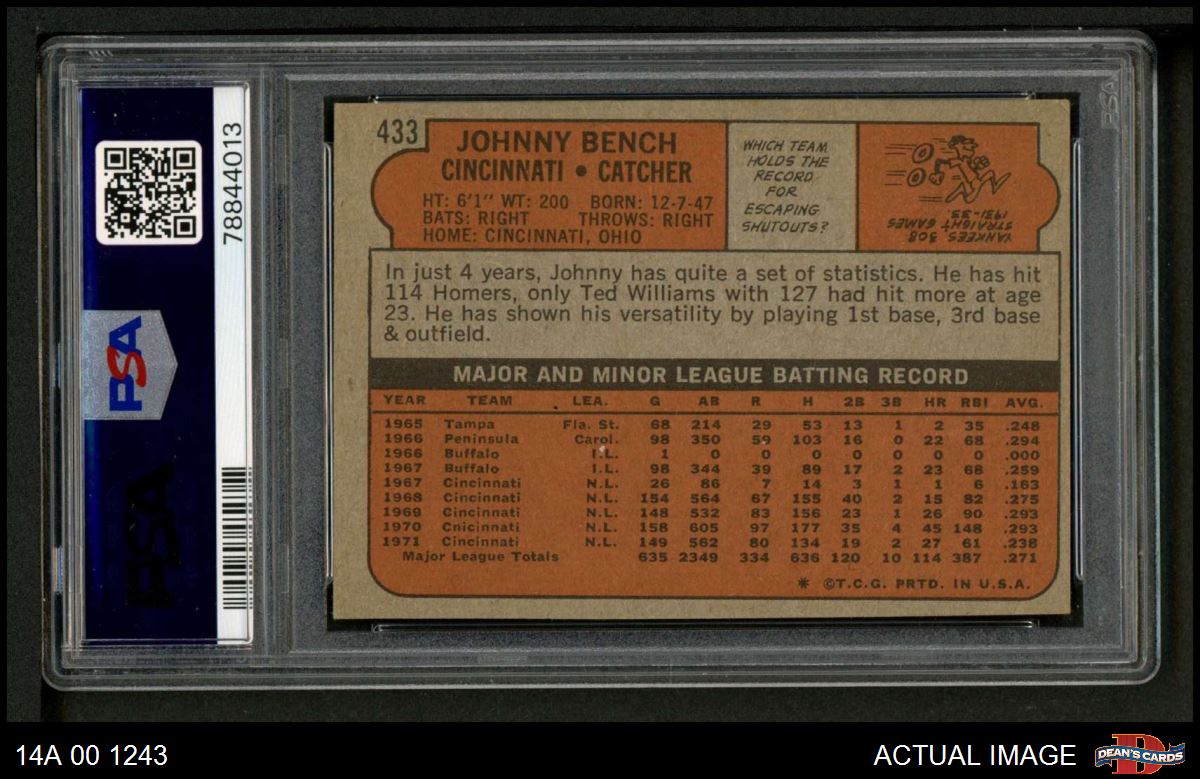 PSA
78844013
PSA
PSA
433
JOHNNY BENCH
CINCINNATI • CATCHER
HT: 6'1" WT: 200 BORN: 12-7-47
BATS: RIGHT THROWS: RIGHT
HOME: CINCINNATI, OHIO
WHICH TEAM
HOLDS THE
RECORD
FOR
ESCAPING
SHUTOUTS?
YANKEES, 308
STRAIGHT GAMES
1931-33.
In just 4 years, Johnny has quite a set of statistics. He has hit
114 Homers, only Ted Williams with 127 had hit more at age
23. He has shown his versatility by playing 1st base, 3rd base
& outfield.
MAJOR AND MINOR LEAGUE BATTING RECORD
YEAR TEAM LEA. G AB R H 2B 3B HR RBI AVG.
1965 Tampa Fla. St. 68 214 29 53 13 1 2 35 .248
1966 Peninsula Carol. 98 350 59 103 16 0 22 68 .294
1966 Buffalo I.L. 1 0 0 0 0 0 0 0 .000
1967 Buffalo I.L. 98 344 39 89 17 2 23 68 .259
1967 Cincinnati N.L. 26 86 7 14 3 1 1 6 .163
1968 Cincinnati N.L. 154 564 67 155 40 2 15 82 .275
1969 Cincinnati N.L. 148 532 83 156 23 1 26 90 .293
1970 Cnicinnati N.L. 158 605 97 177 35 4 45 148 .293
1971 Cincinnati N.L. 149 562 80 134 19 2 27 61 .238
Major League Totals 635 2349 334 636 120 10 114 387 .271
* ©T.C.G. PRTD. IN U.S.A.
14A 00 1243
ACTUAL IMAGE
DEAN'S CARDS